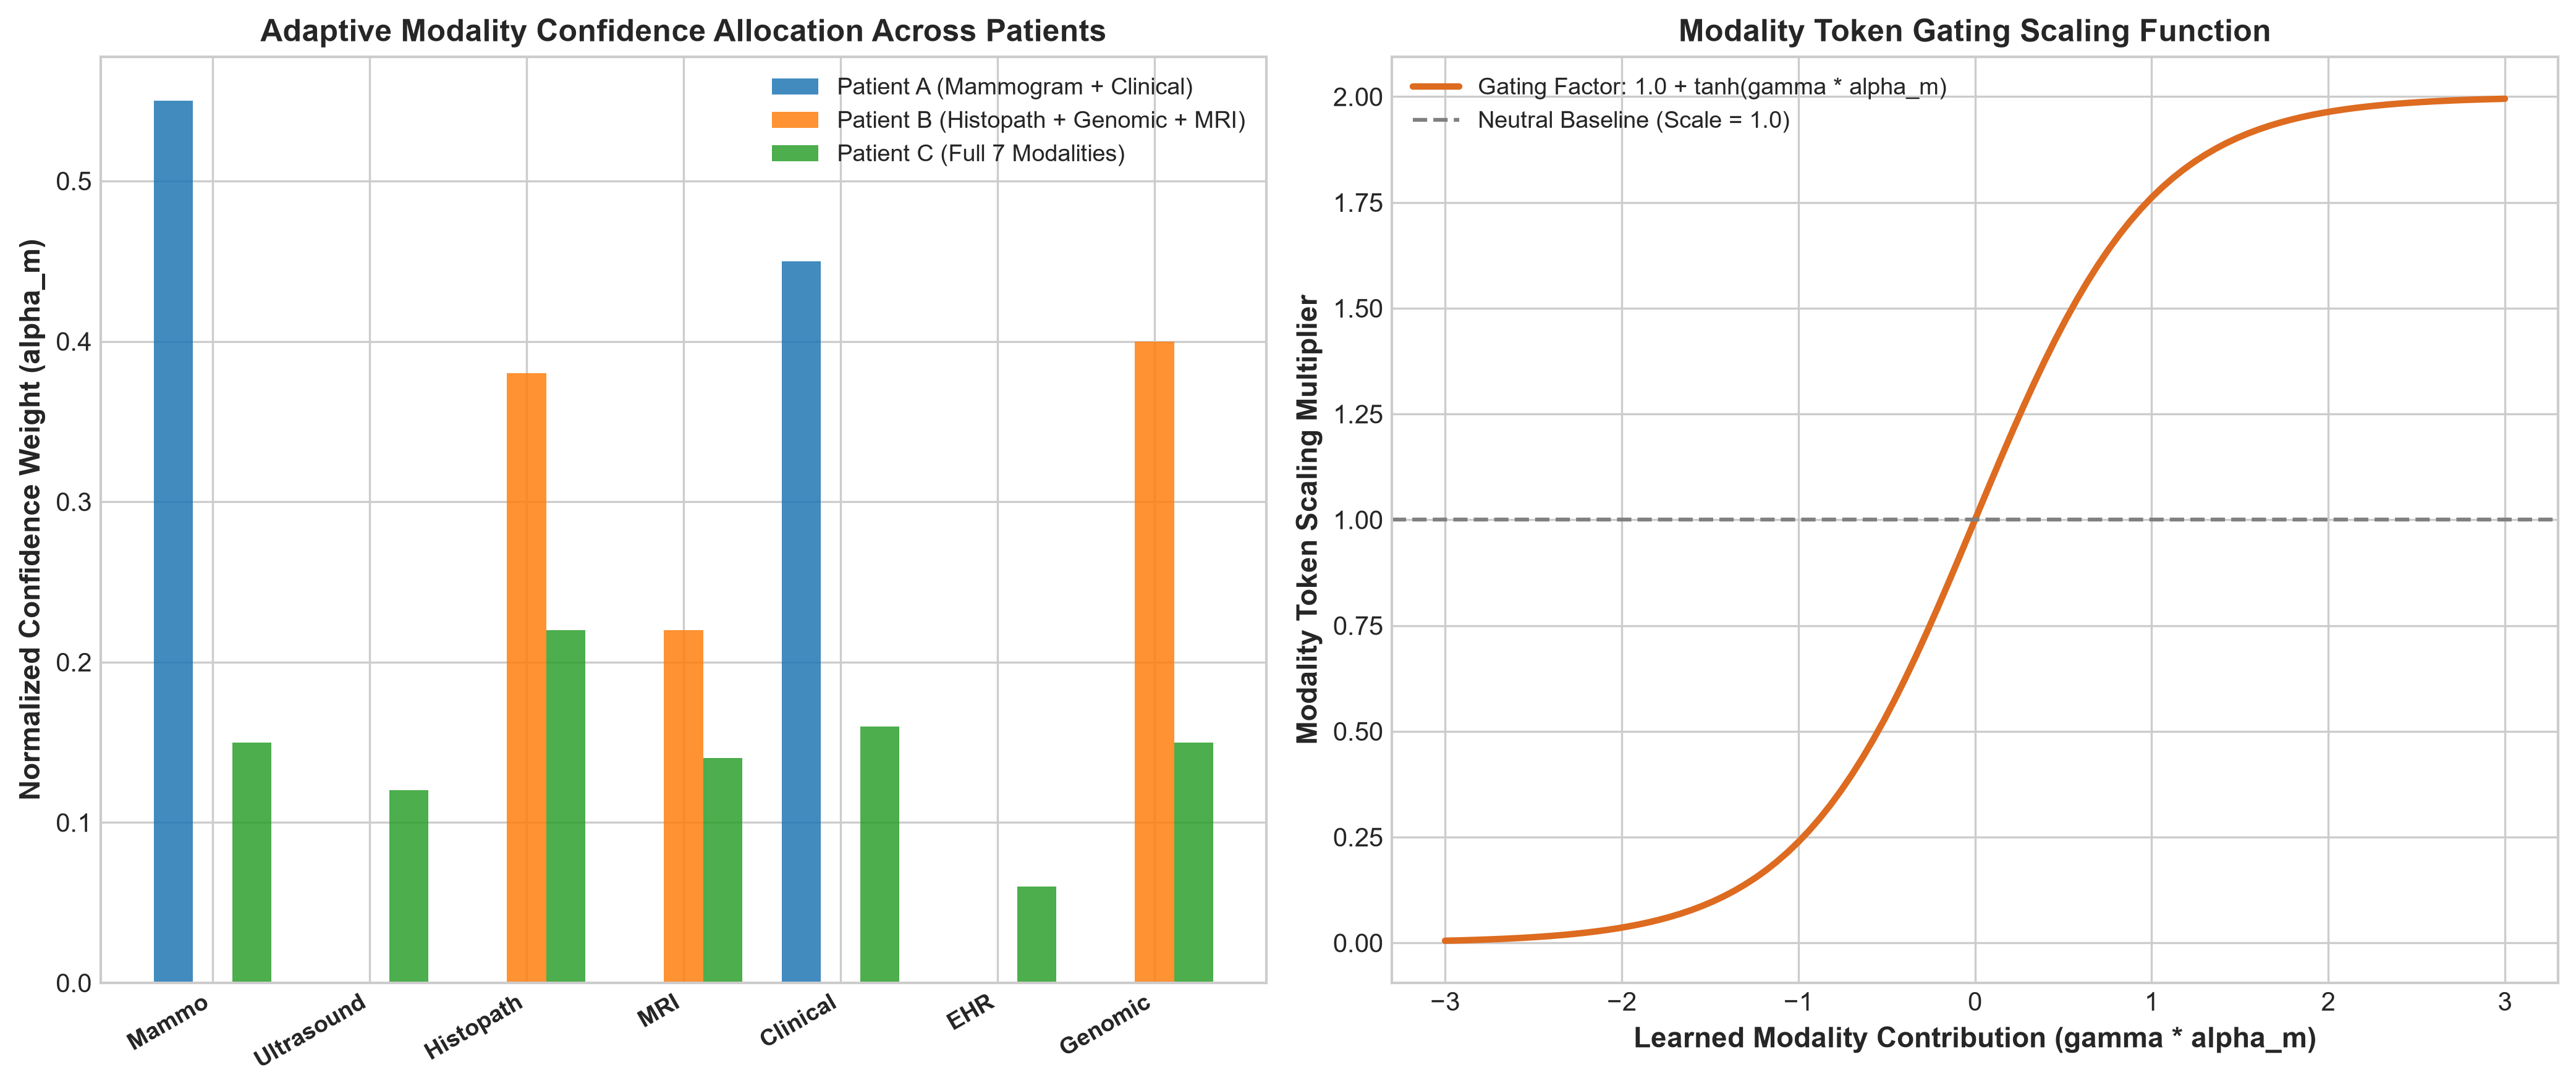 Adaptive Modality Confidence Allocation Across Patients
Normalized Confidence Weight (alpha_m)
0.5
0.4
0.3
0.2
0.1
0.0
Patient A (Mammogram + Clinical)
Patient B (Histopath + Genomic + MRI)
Patient C (Full 7 Modalities)
Mammo
Ultrasound
Histopath
MRI
Clinical
EHR
Genomic
Modality Token Gating Scaling Function
Modality Token Scaling Multiplier
2.00
1.75
1.50
1.25
1.00
0.75
0.50
0.25
0.00
Gating Factor: 1.0 + tanh(gamma * alpha_m)
Neutral Baseline (Scale = 1.0)
−3
−2
−1
0
1
2
3
Learned Modality Contribution (gamma * alpha_m)